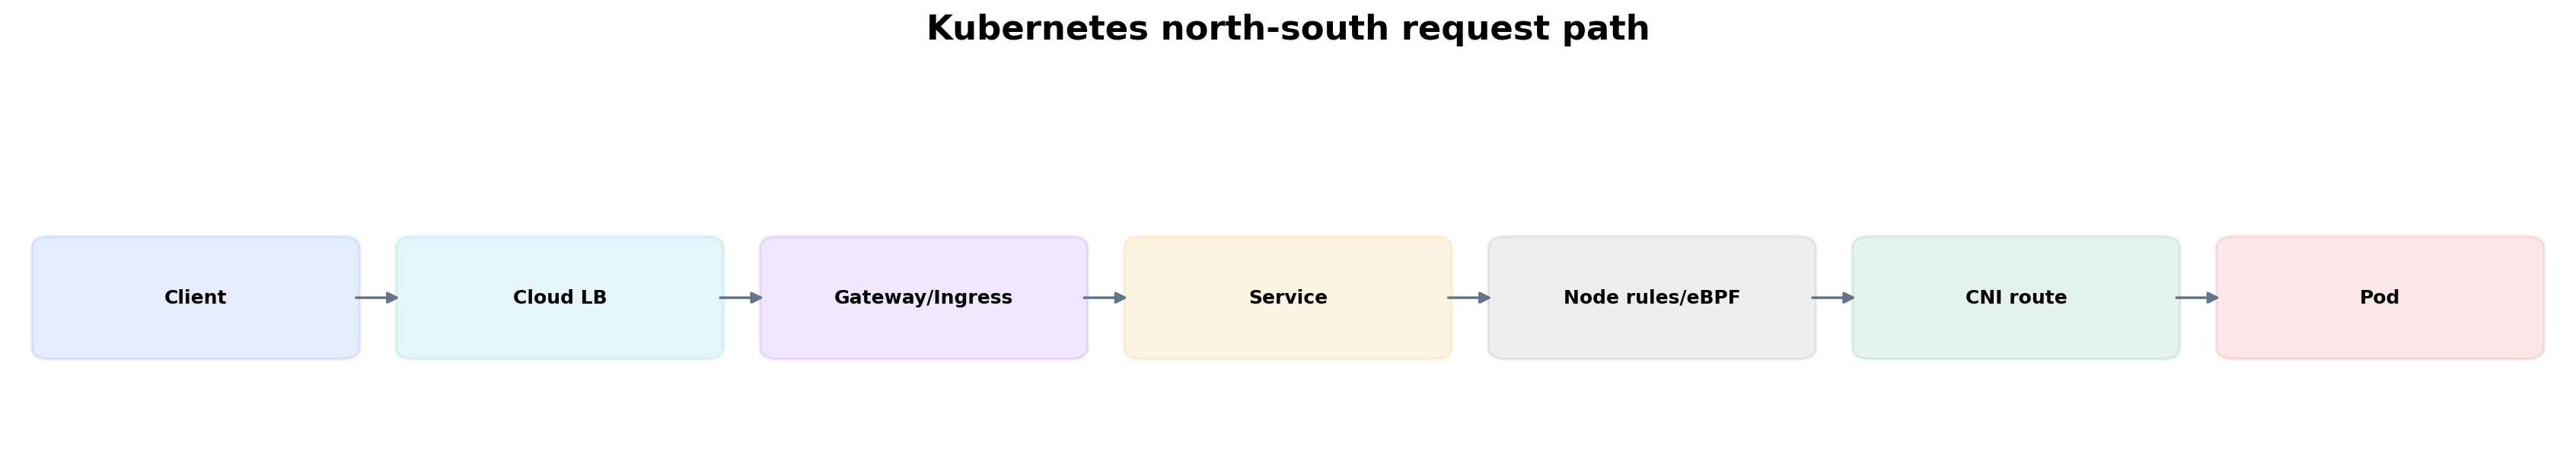 Kubernetes north-south request path
Client
Cloud LB
Gateway/Ingress
Service
Node rules/eBPF
CNI route
Pod